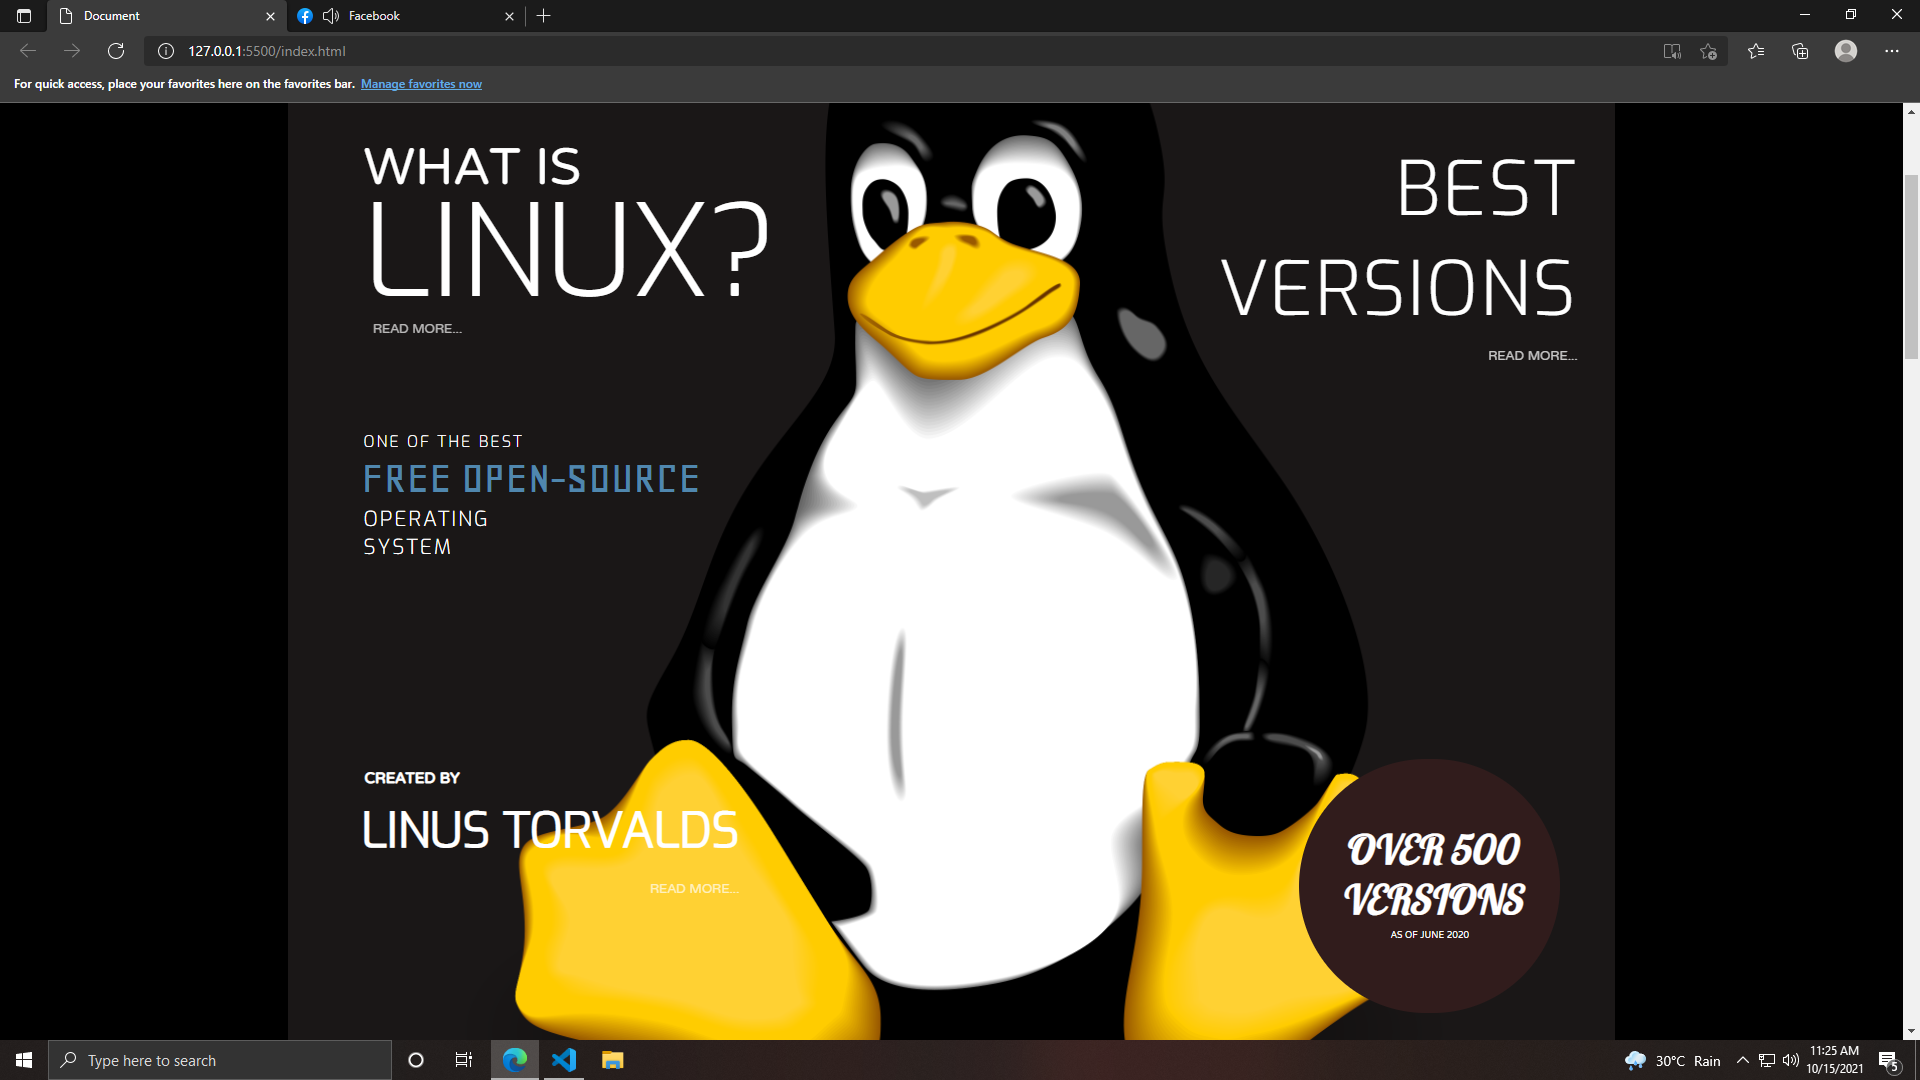 Document
Facebook
127.0.0.1:5500/index.html
For quick access, place your favorites here on the favorites bar. Manage favorites now
WHAT IS
LINUX?
READ MORE...
BEST
VERSIONS
READ MORE...
ONE OF THE BEST
FREE OPEN-SOURCE
OPERATING
SYSTEM
CREATED BY
LINUS TORVALDS
READ MORE...
OVER 500
VERSIONS
AS OF JUNE 2020
Type here to search
30°C Rain
11:25 AM
10/15/2021
5